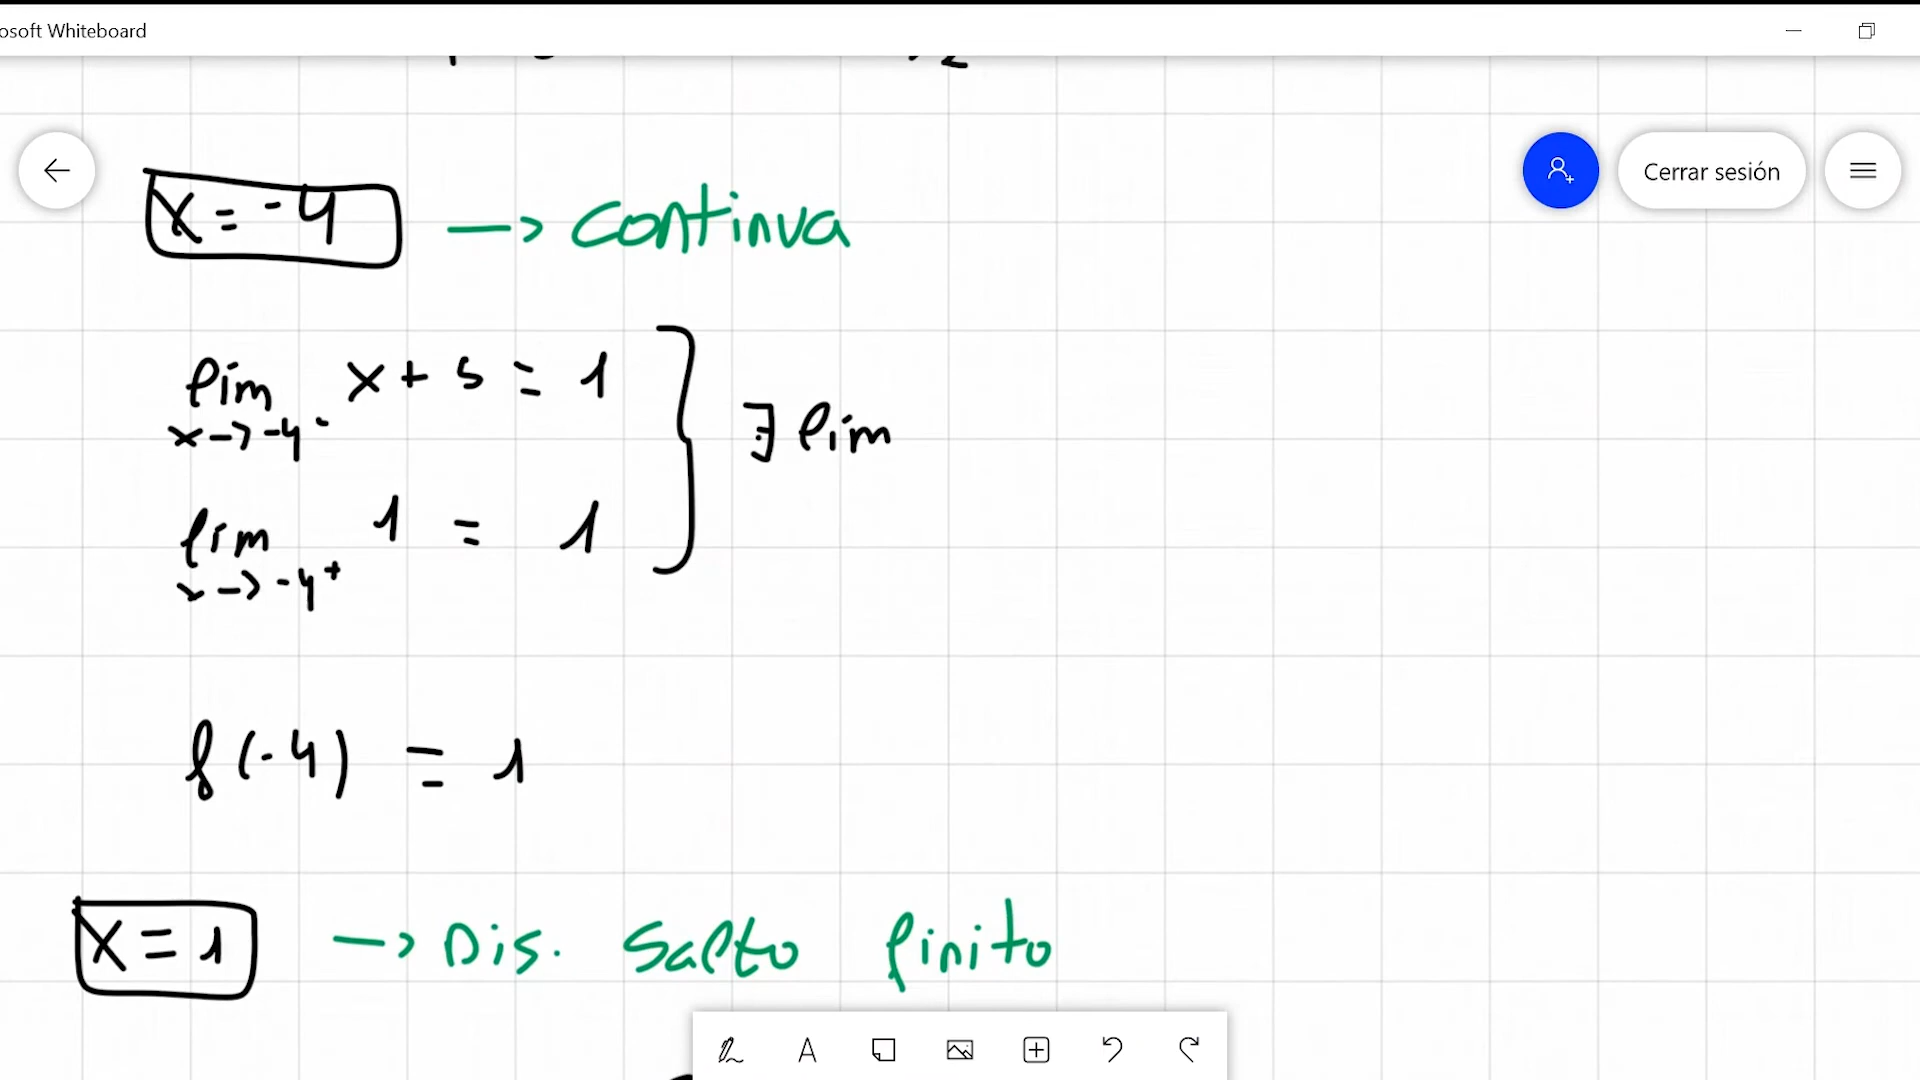 osoft Whiteboard
Cerrar sesión
x = -4 → continua
lim x + 5 = 1
x → -4⁻
∃ lim
lim 1 = 1
x → -4⁺
f(-4) = 1
x = 1 → Dis. salto finito